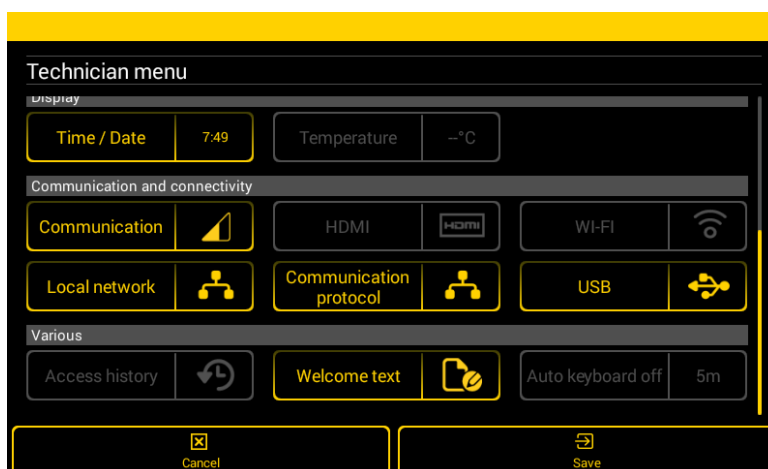 Technician menu
Display
Time / Date 7:49 Temperature --°C
Communication and connectivity
Communication HDMI HDMI WI-FI
Local network Communication protocol USB
Various
Access history Welcome text Auto keyboard off 5m
Cancel Save